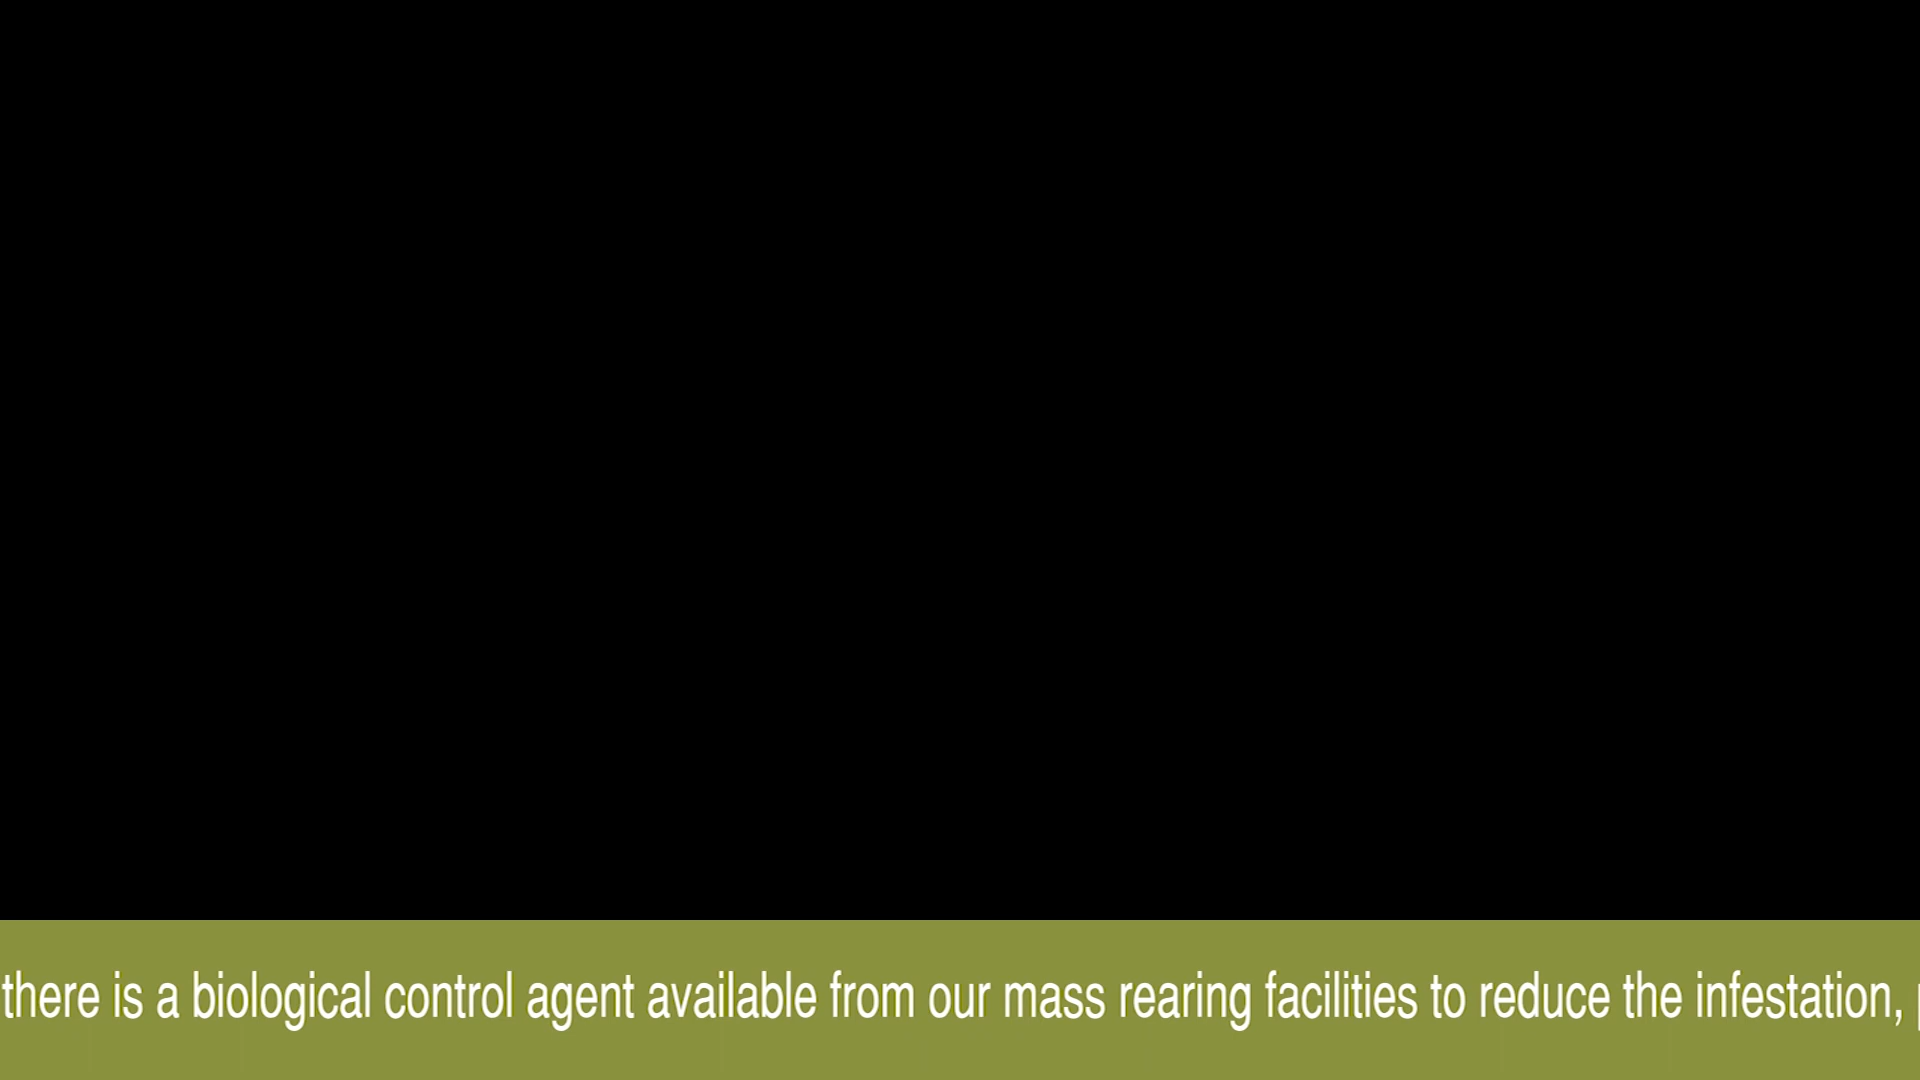 there is a biological control agent available from our mass rearing facilities to reduce the infestation,